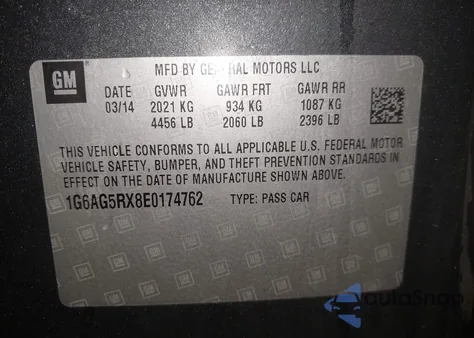 GM
MFD BY GENERAL MOTORS LLC
DATE GVWR GAWR FRT GAWR RR
03/14 2021 KG 934 KG 1087 KG
4456 LB 2060 LB 2396 LB
THIS VEHICLE CONFORMS TO ALL APPLICABLE U.S. FEDERAL MOTOR
VEHICLE SAFETY, BUMPER, AND THEFT PREVENTION STANDARDS IN
EFFECT ON THE DATE OF MANUFACTURE SHOWN ABOVE.
1G6AG5RX8E0174762 TYPE: PASS CAR